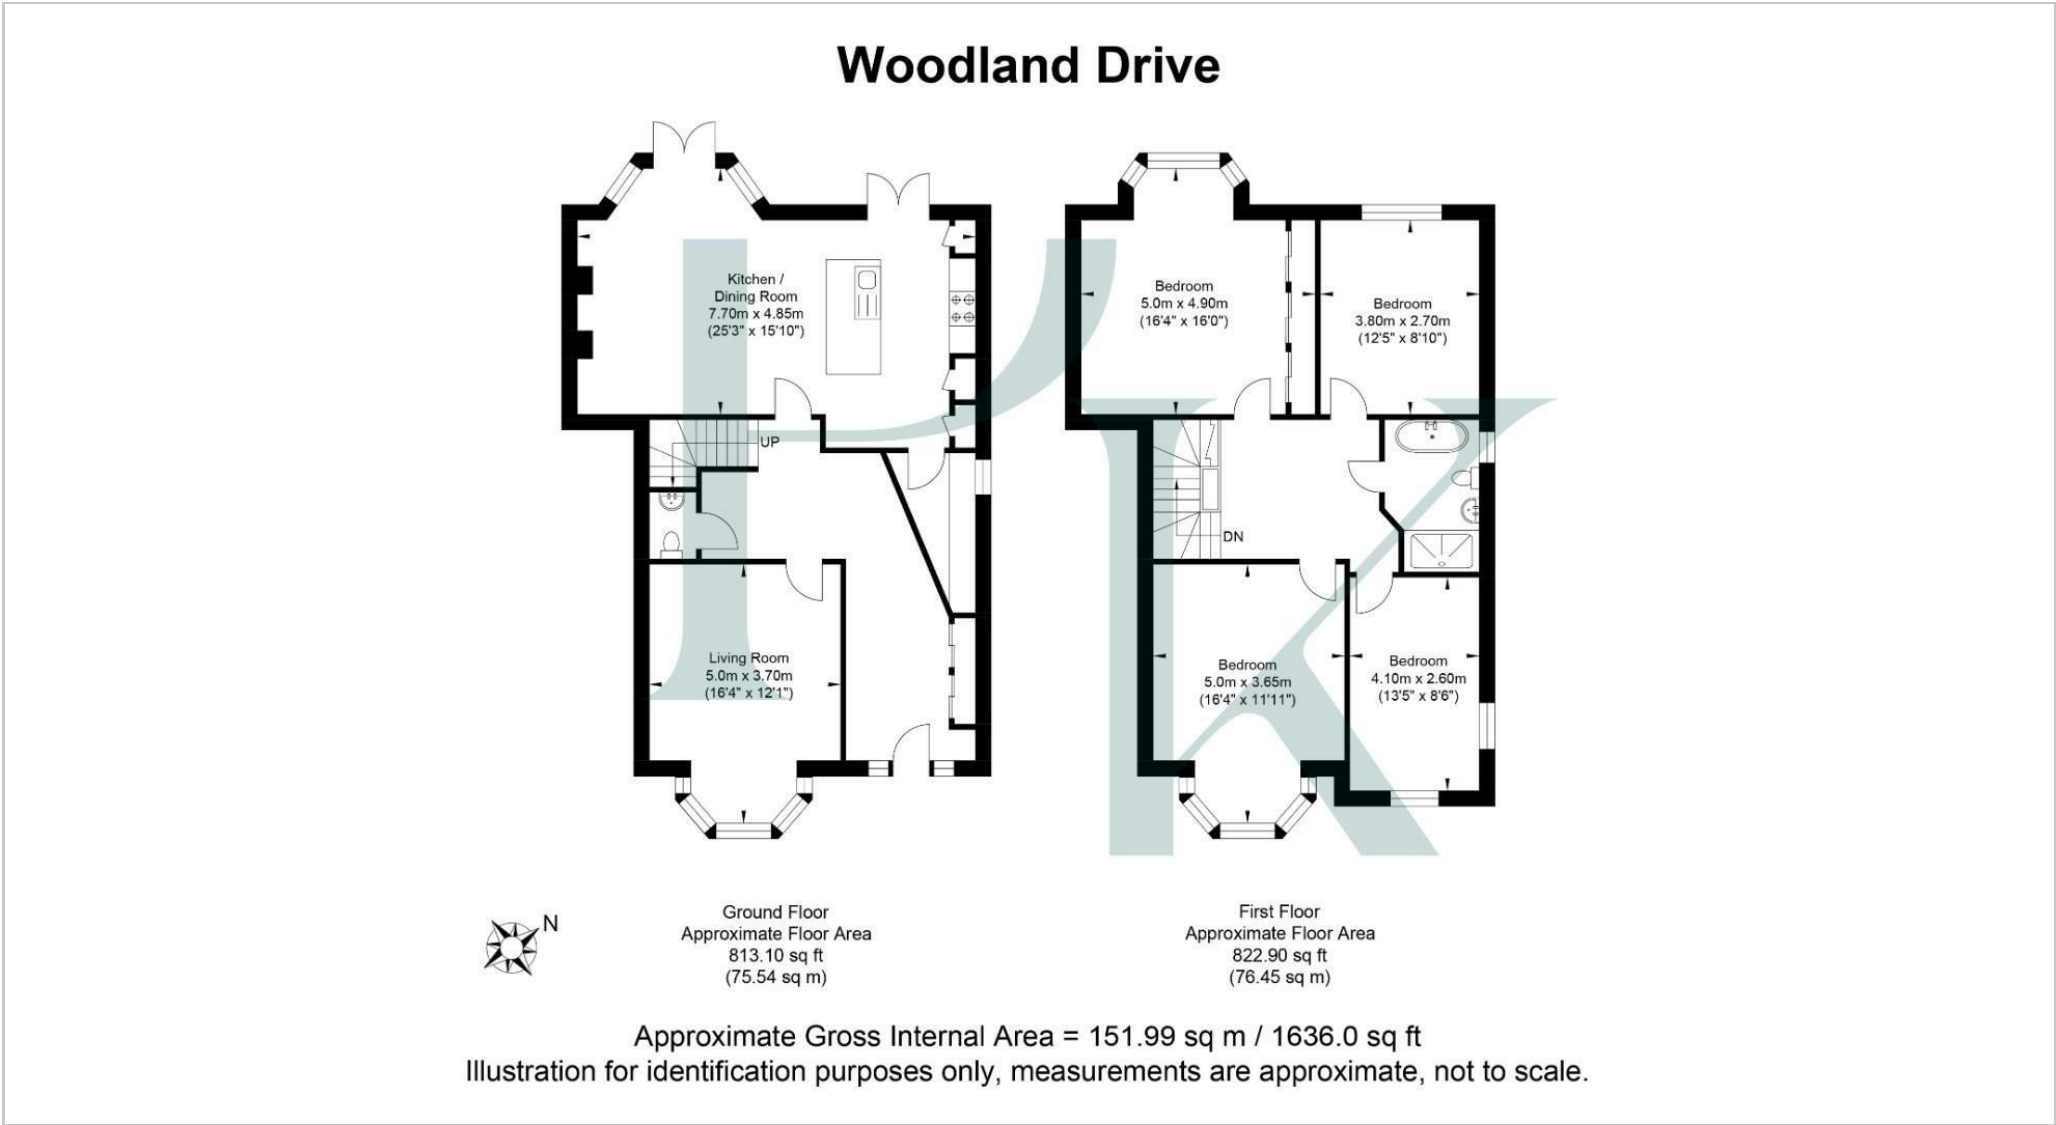 Woodland Drive
Kitchen /
Dining Room
7.70m x 4.85m
(25'3" x 15'10")
UP
Living Room
5.0m x 3.70m
(16'4" x 12'1")
Bedroom
5.0m x 4.90m
(16'4" x 16'0")
Bedroom
3.80m x 2.70m
(12'5" x 8'10")
DN
Bedroom
5.0m x 3.65m
(16'4" x 11'11")
Bedroom
4.10m x 2.60m
(13'5" x 8'6")
N
Ground Floor
Approximate Floor Area
813.10 sq ft
(75.54 sq m)
First Floor
Approximate Floor Area
822.90 sq ft
(76.45 sq m)
Approximate Gross Internal Area = 151.99 sq m / 1636.0 sq ft
Illustration for identification purposes only, measurements are approximate, not to scale.